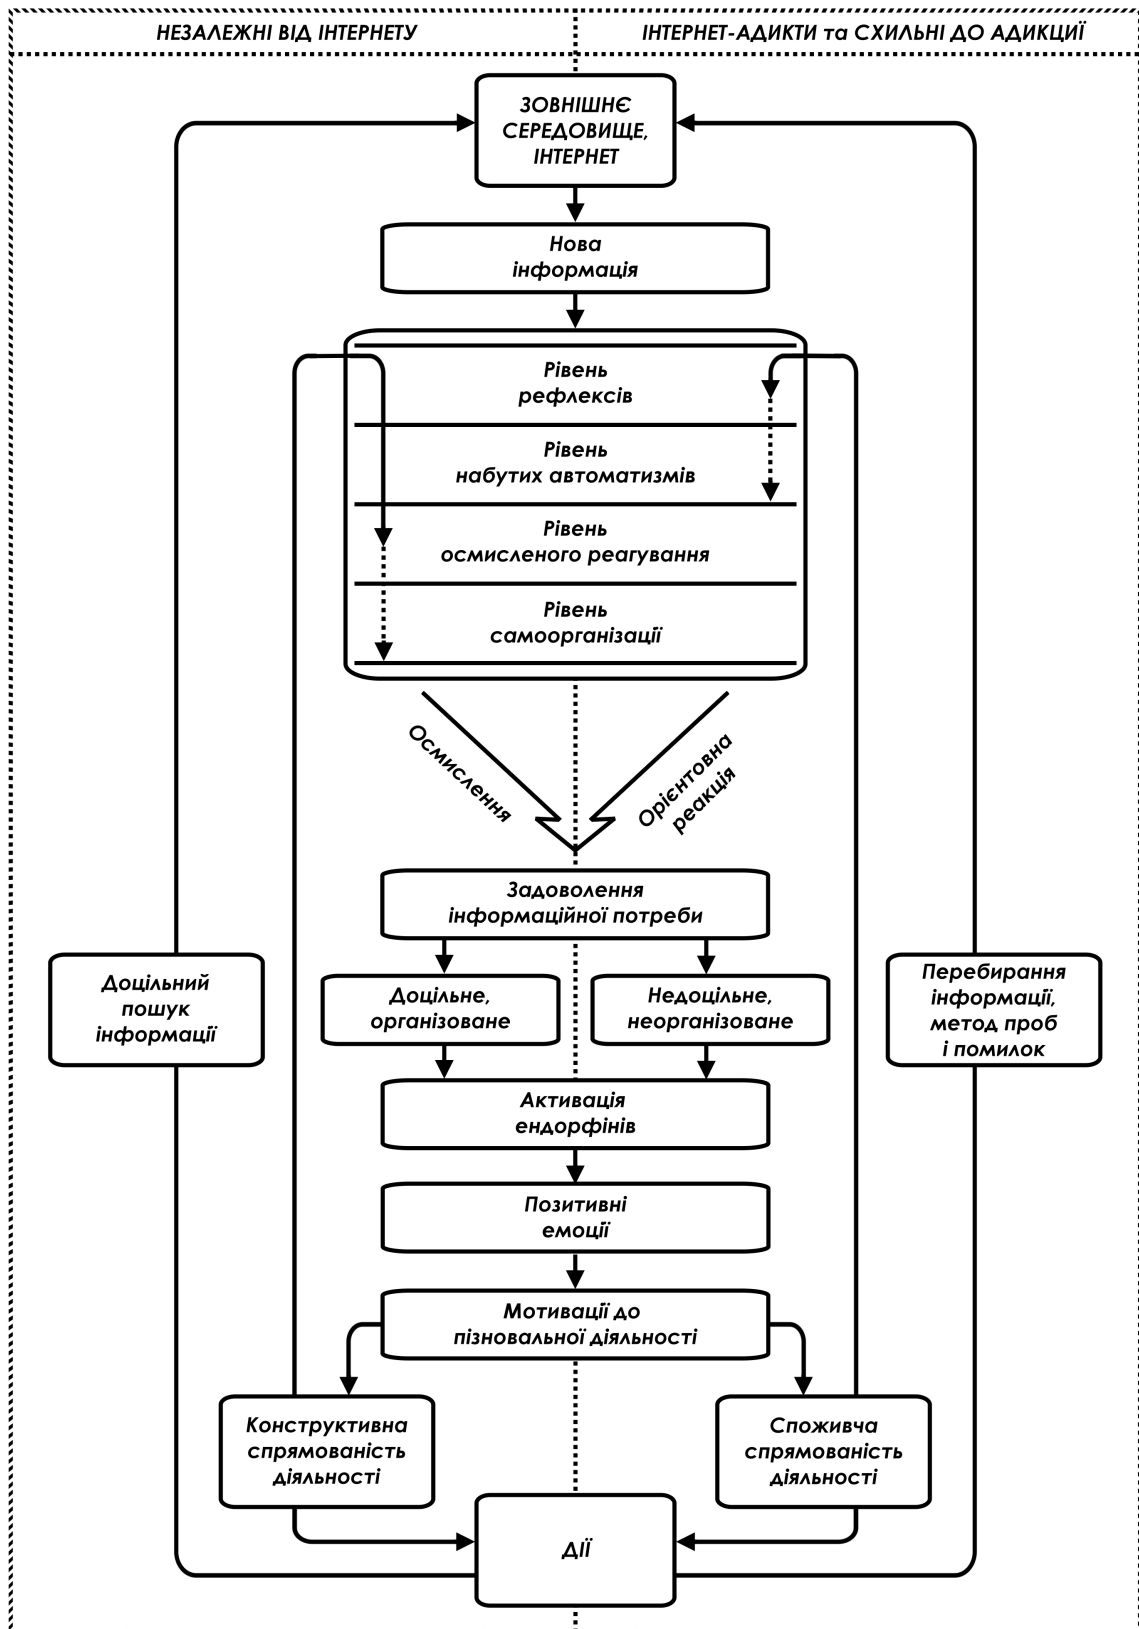 НЕЗАЛЕЖНІ ВІД ІНТЕРНЕТУ
ІНТЕРНЕТ-АДИКТИ та СХИЛЬНІ ДО АДИКЦИЇ
ЗОВНІШНЄ
СЕРЕДОВИЩЕ,
ІНТЕРНЕТ
Нова
інформація
Рівень
рефлексів
Рівень
набутих автоматизмів
Рівень
осмисленого реагування
Рівень
самоорганізації
Осмислення
Орієнтовна
реакція
Задоволення
інформаційної потреби
Доцільний
пошук
інформації
Доцільне,
організоване
Недоцільне,
неорганізоване
Перебирання
інформації,
метод проб
і помилок
Активація
ендорфінів
Позитивні
емоції
Мотивації до
пізновальної діяльності
Конструктивна
спрямованість
діяльності
Споживча
спрямованість
діяльності
ДІЇ